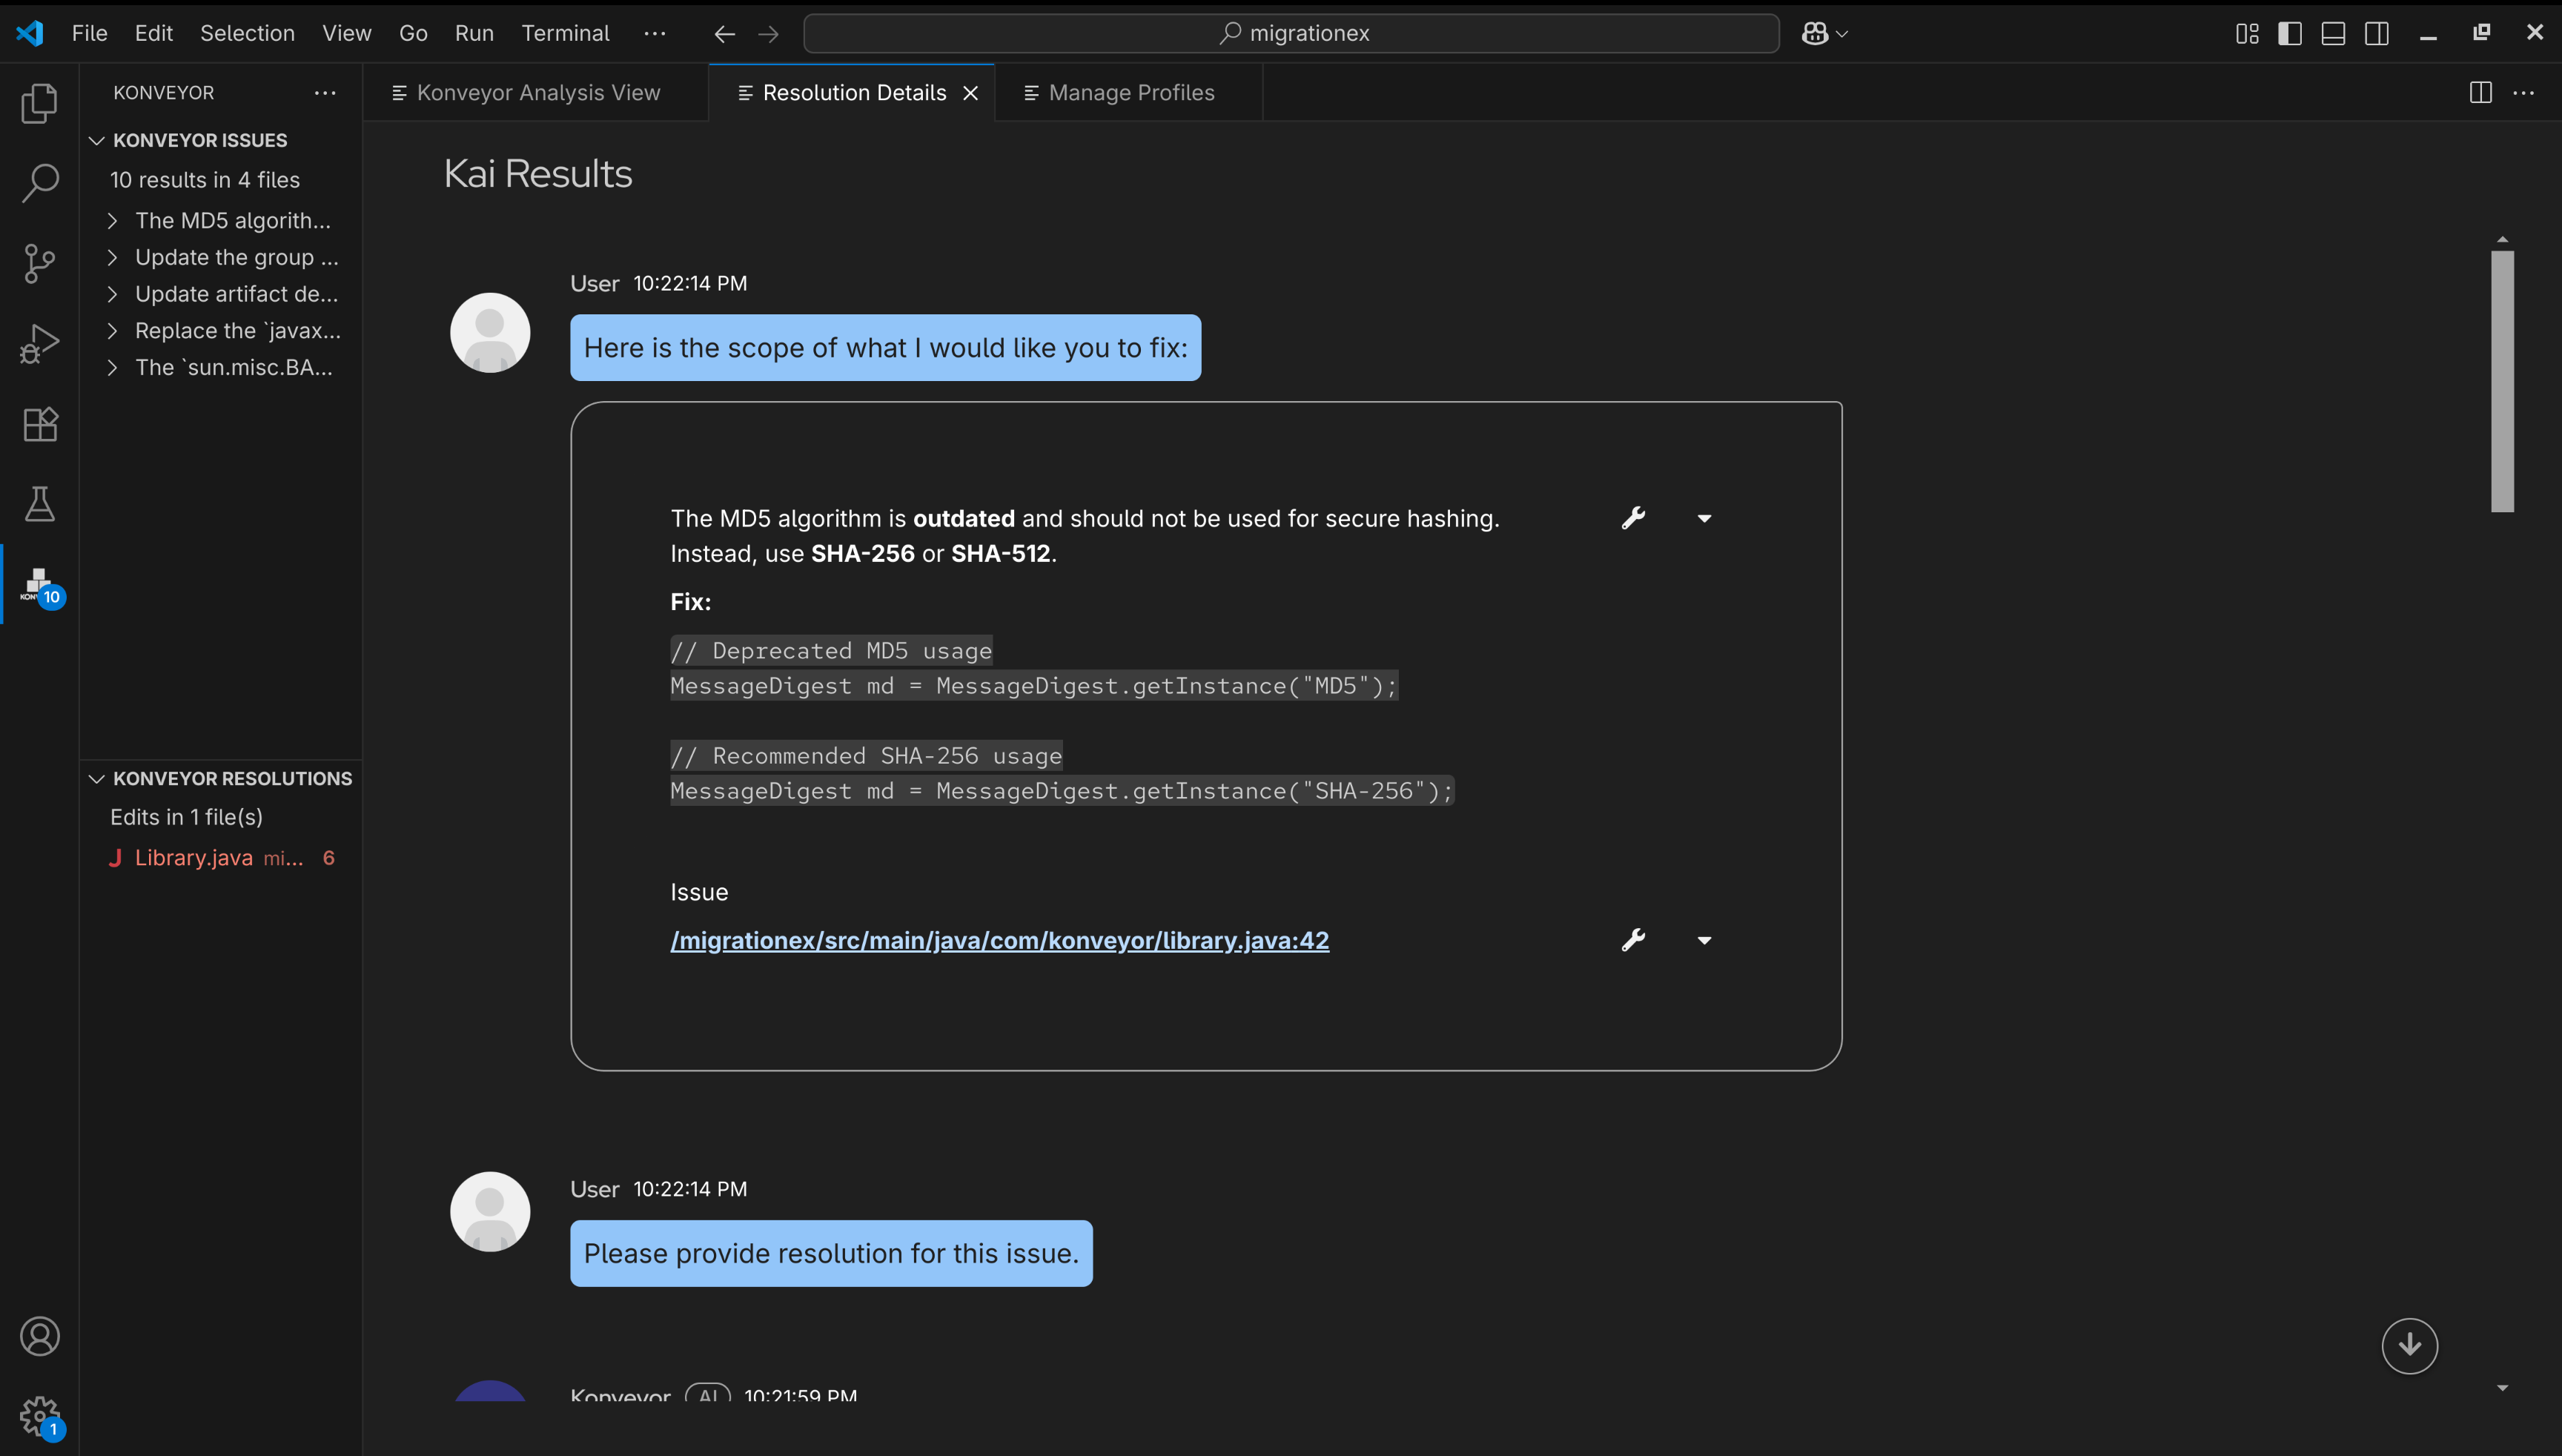 File Edit Selection View Go Run Terminal ··· migrationex
KONVEYOR ···
KONVEYOR ISSUES
10 results in 4 files
The MD5 algorith...
Update the group ...
Update artifact de...
Replace the `javax...
The `sun.misc.BA...
10
KONVEYOR RESOLUTIONS
Edits in 1 file(s)
J Library.java mi... 6
1
Konveyor Analysis View Resolution Details Manage Profiles
Kai Results
User 10:22:14 PM
Here is the scope of what I would like you to fix:
The MD5 algorithm is outdated and should not be used for secure hashing.
Instead, use SHA-256 or SHA-512.
Fix:
// Deprecated MD5 usage
MessageDigest md = MessageDigest.getInstance("MD5");
// Recommended SHA-256 usage
MessageDigest md = MessageDigest.getInstance("SHA-256");
Issue
/migrationex/src/main/java/com/konveyor/library.java:42
User 10:22:14 PM
Please provide resolution for this issue.
Konveyor AI 10:21:59 PM